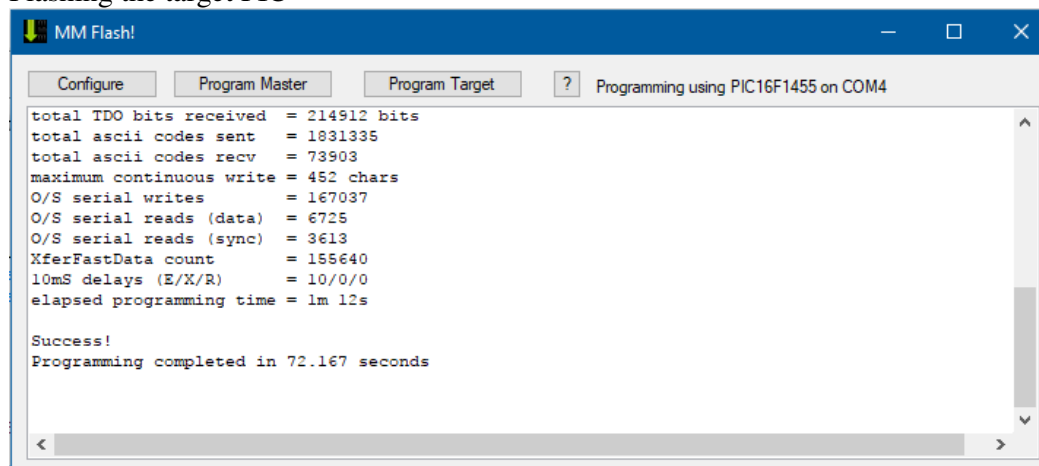 Flashing the target PIC
MM Flash!
Configure Program Master Program Target ? Programming using PIC16F1455 on COM4
total TDO bits received = 214912 bits
total ascii codes sent = 1831335
total ascii codes recv = 73903
maximum continuous write = 452 chars
O/S serial writes = 167037
O/S serial reads (data) = 6725
O/S serial reads (sync) = 3613
XferFastData count = 155640
10mS delays (E/X/R) = 10/0/0
elapsed programming time = 1m 12s
Success!
Programming completed in 72.167 seconds